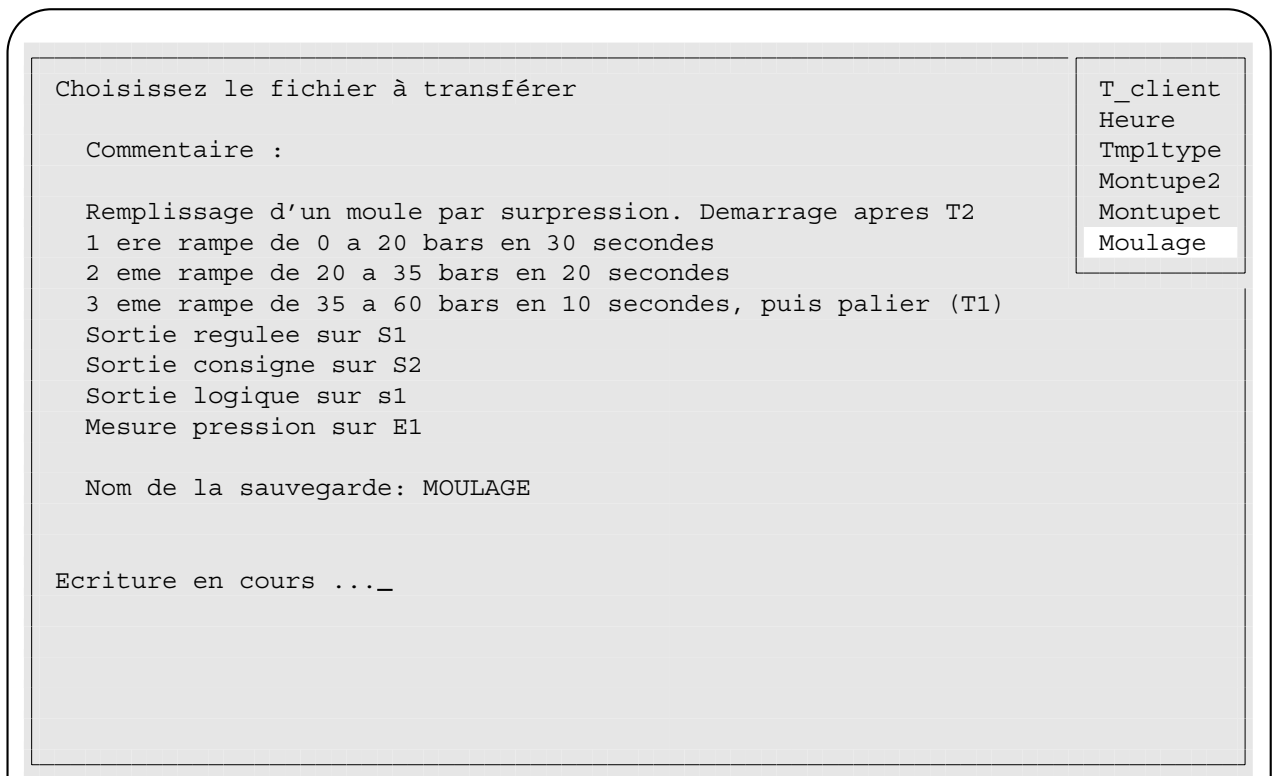 Choisissez le fichier à transférer
Commentaire :
Remplissage d’un moule par surpression. Demarrage apres T2
1 ere rampe de 0 a 20 bars en 30 secondes
2 eme rampe de 20 a 35 bars en 20 secondes
3 eme rampe de 35 a 60 bars en 10 secondes, puis palier (T1)
Sortie regulee sur S1
Sortie consigne sur S2
Sortie logique sur s1
Mesure pression sur E1
Nom de la sauvegarde: MOULAGE
Ecriture en cours ..._
T_client
Heure
Tmp1type
Montupe2
Montupet
Moulage